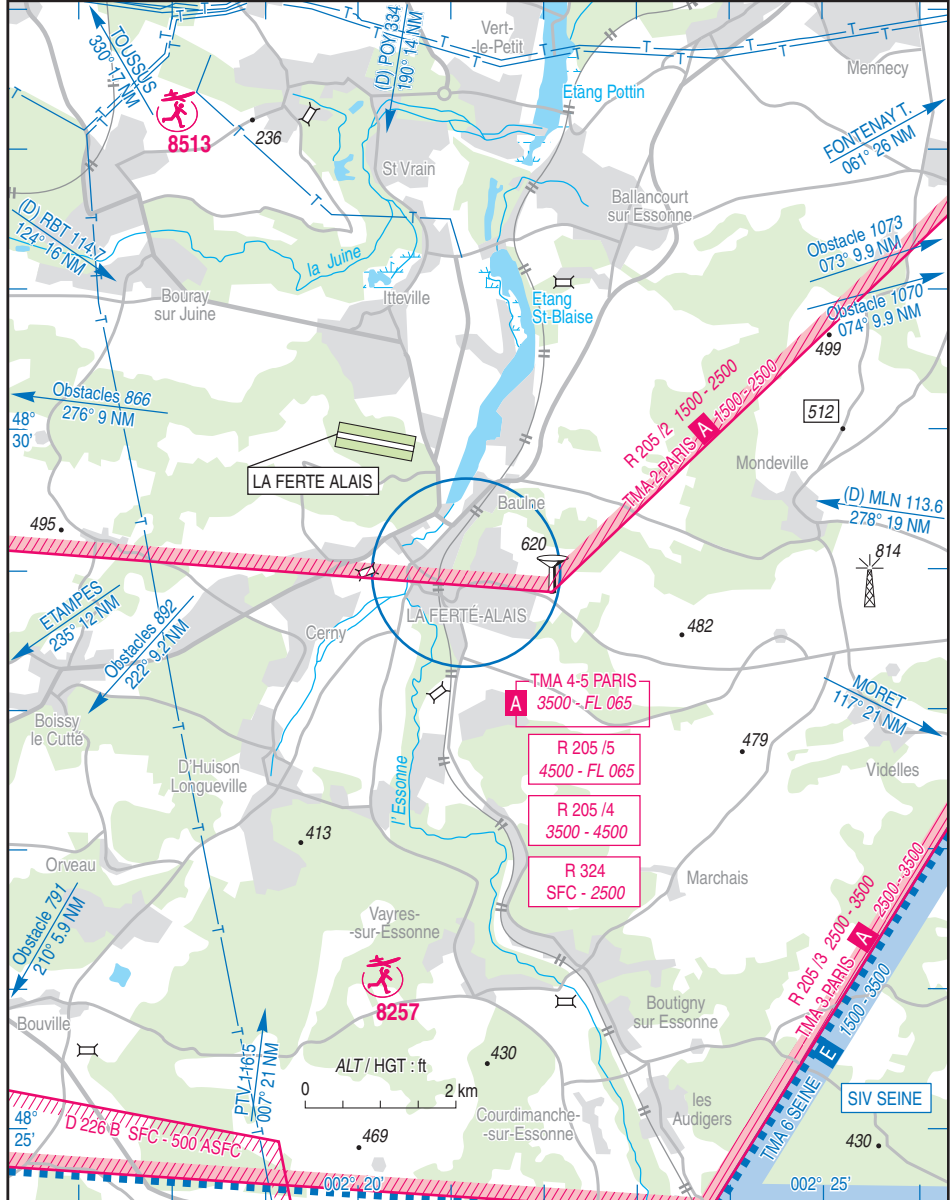 Vert-
-le-Petit
Mennecy
TOUSSUS
330° 17 NM
(D) POY 334
190° 14 NM
Etang Pottin
8513
236
FONTENAY T.
061° 26 NM
St Vrain
Ballancourt
sur Essonne
(D) RBT 114.7
124° 16 NM
Obstacle 1073
073° 9.9 NM
la Juine
Bouray
sur Juine
Itteville
Etang
St-Blaise
Obstacle 1070
074° 9.9 NM
499
Obstacles 866
276° 9 NM
R 205 /2 1500 - 2500
TMA 2 PARIS A 1500 - 2500
512
48°
30'
Mondeville
LA FERTE ALAIS
Baulne
(D) MLN 113.6
278° 19 NM
495
620
814
ETAMPES
235° 12 NM
Obstacles 892
222° 9.2 NM
LA FERTÉ-ALAIS
Cerny
482
TMA 4-5 PARIS
A 3500 - FL 065
MORET
117° 21 NM
Boissy
le Cutté
R 205 /5
4500 - FL 065
479
D'Huison
Longueville
Videlles
l'Essonne
R 205 /4
3500 - 4500
413
Orveau
R 324
SFC - 2500
Marchais
Obstacle 791
210° 5.9 NM
Vayres-
-sur-Essonne
R 205 /3 2500 - 3500
TMA 3 PARIS A 2500 - 3500
8257
Boutigny
sur Essonne
Bouville
TMA 6 SEINE E 1500 - 3500
PTV 116.5
007° 21 NM
ALT / HGT : ft
430
0 2 km
SIV SEINE
48°
25'
D 226 B SFC - 500 ASFC
Courdimanche-
-sur-Essonne
les
Audigers
469
430
002° 20'
002° 25'